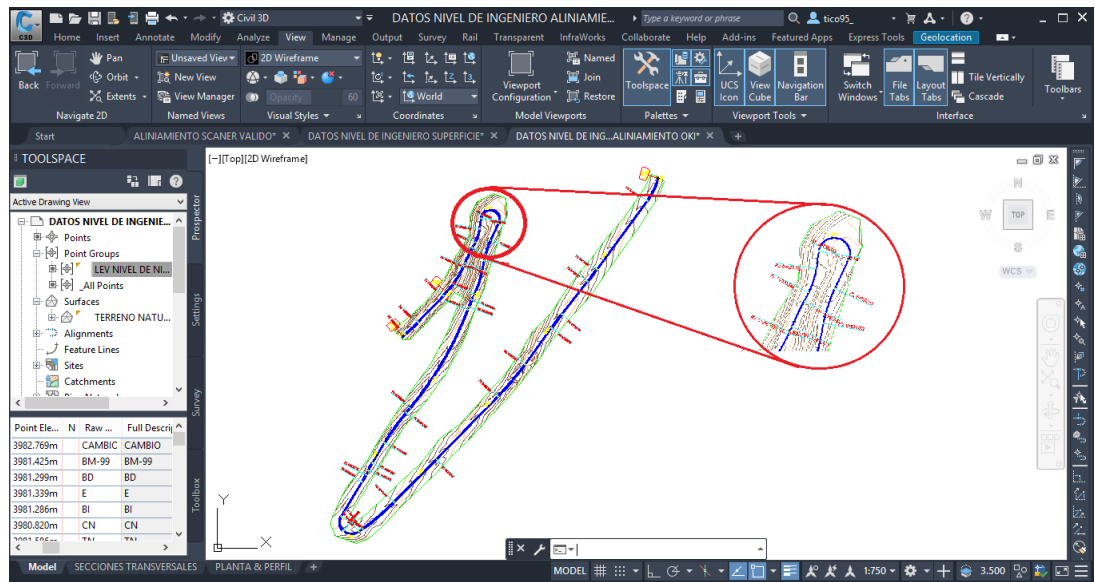 Civil 3D
DATOS NIVEL DE INGENIERO ALINIAMIE...
Type a keyword or phrase
tico95_
C3D
Home Insert Annotate Modify Analyze View Manage Output Survey Rail Transparent InfraWorks Collaborate Help Add-ins Featured Apps Express Tools Geolocation
Back
Forward
Pan
Orbit
Extents
Navigate 2D
Unsaved View
New View
View Manager
Named Views
2D Wireframe
Opacity 60
Visual Styles
World
Coordinates
Viewport
Configuration
Named
Join
Restore
Model Viewports
Toolspace
Palettes
UCS
Icon
View
Cube
Navigation
Bar
Viewport Tools
Switch
Windows
File
Tabs
Layout
Tabs
Tile Vertically
Cascade
Interface
Toolbars
Start
ALINIAMIENTO SCANER VALIDO*
DATOS NIVEL DE INGENIERO SUPERFICIE*
DATOS NIVEL DE ING...ALINIAMIENTO OKI*
TOOLSPACE
Active Drawing View
DATOS NIVEL DE INGENIE...
Points
Point Groups
LEV NIVEL DE NI...
_All Points
Surfaces
TERRENO NATU...
Alignments
Feature Lines
Sites
Catchments
Prospector
Settings
Survey
Toolbox
Point Ele... N Raw ... Full Descrip
3982.769m CAMBIO CAMBIO
3981.425m BM-99 BM-99
3981.299m BD BD
3981.339m E E
3981.286m BI BI
3980.820m CN CN
[−][Top][2D Wireframe]
N
W TOP E
S
WCS
Y
X
Model SECCIONES TRANSVERSALES PLANTA & PERFIL +
MODEL
1:750
3.500